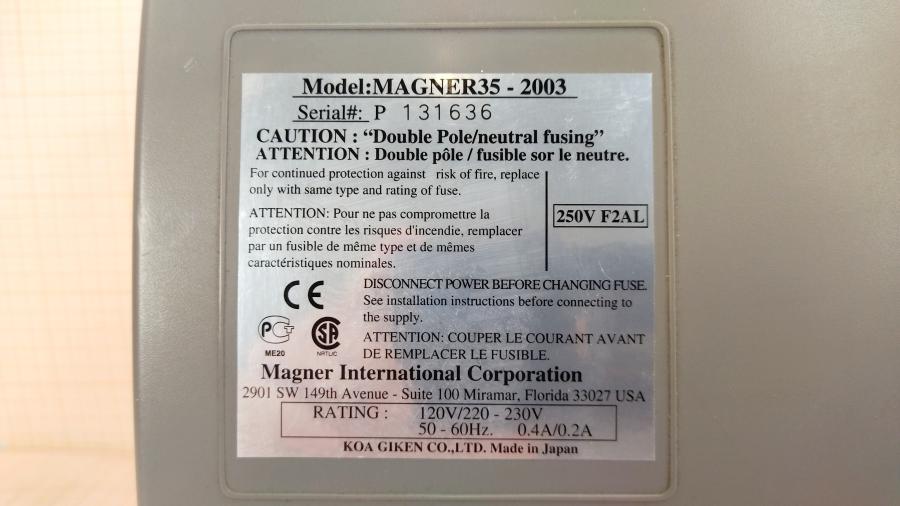 Model:MAGNER35 - 2003
Serial#: P 131636
CAUTION : “Double Pole/neutral fusing”
ATTENTION : Double pôle / fusible sor le neutre.
For continued protection against risk of fire, replace
only with same type and rating of fuse.
ATTENTION: Pour ne pas compromettre la
protection contre les risques d'incendie, remplacer
par un fusible de même type et de mêmes
caractéristiques nominales.
250V F2AL
CE
DISCONNECT POWER BEFORE CHANGING FUSE.
See installation instructions before connecting to
the supply.
PCT
ME20
SA
NRTL/C
ATTENTION: COUPER LE COURANT AVANT
DE REMPLACER LE FUSIBLE.
Magner International Corporation
2901 SW 149th Avenue - Suite 100 Miramar, Florida 33027 USA
RATING : 120V/220 - 230V
50 - 60Hz. 0.4A/0.2A
KOA GIKEN CO.,LTD. Made in Japan